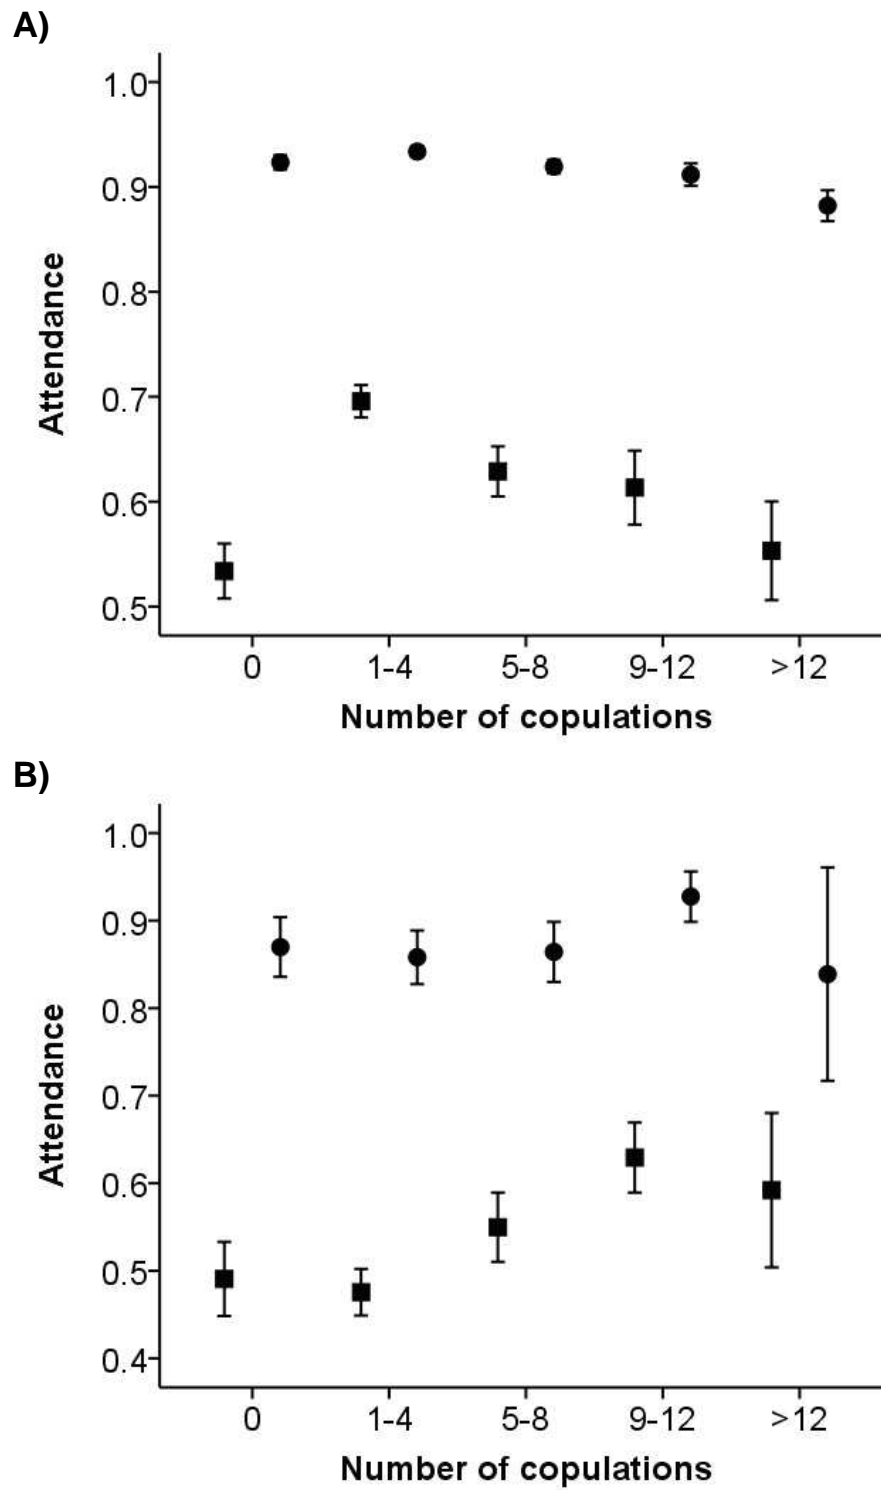 A)
1.0
0.9
0.8
0.7
0.6
0.5
Attendance
0 1-4 5-8 9-12 >12
Number of copulations
B)
1.0
0.9
0.8
0.7
0.6
0.5
0.4
Attendance
0 1-4 5-8 9-12 >12
Number of copulations